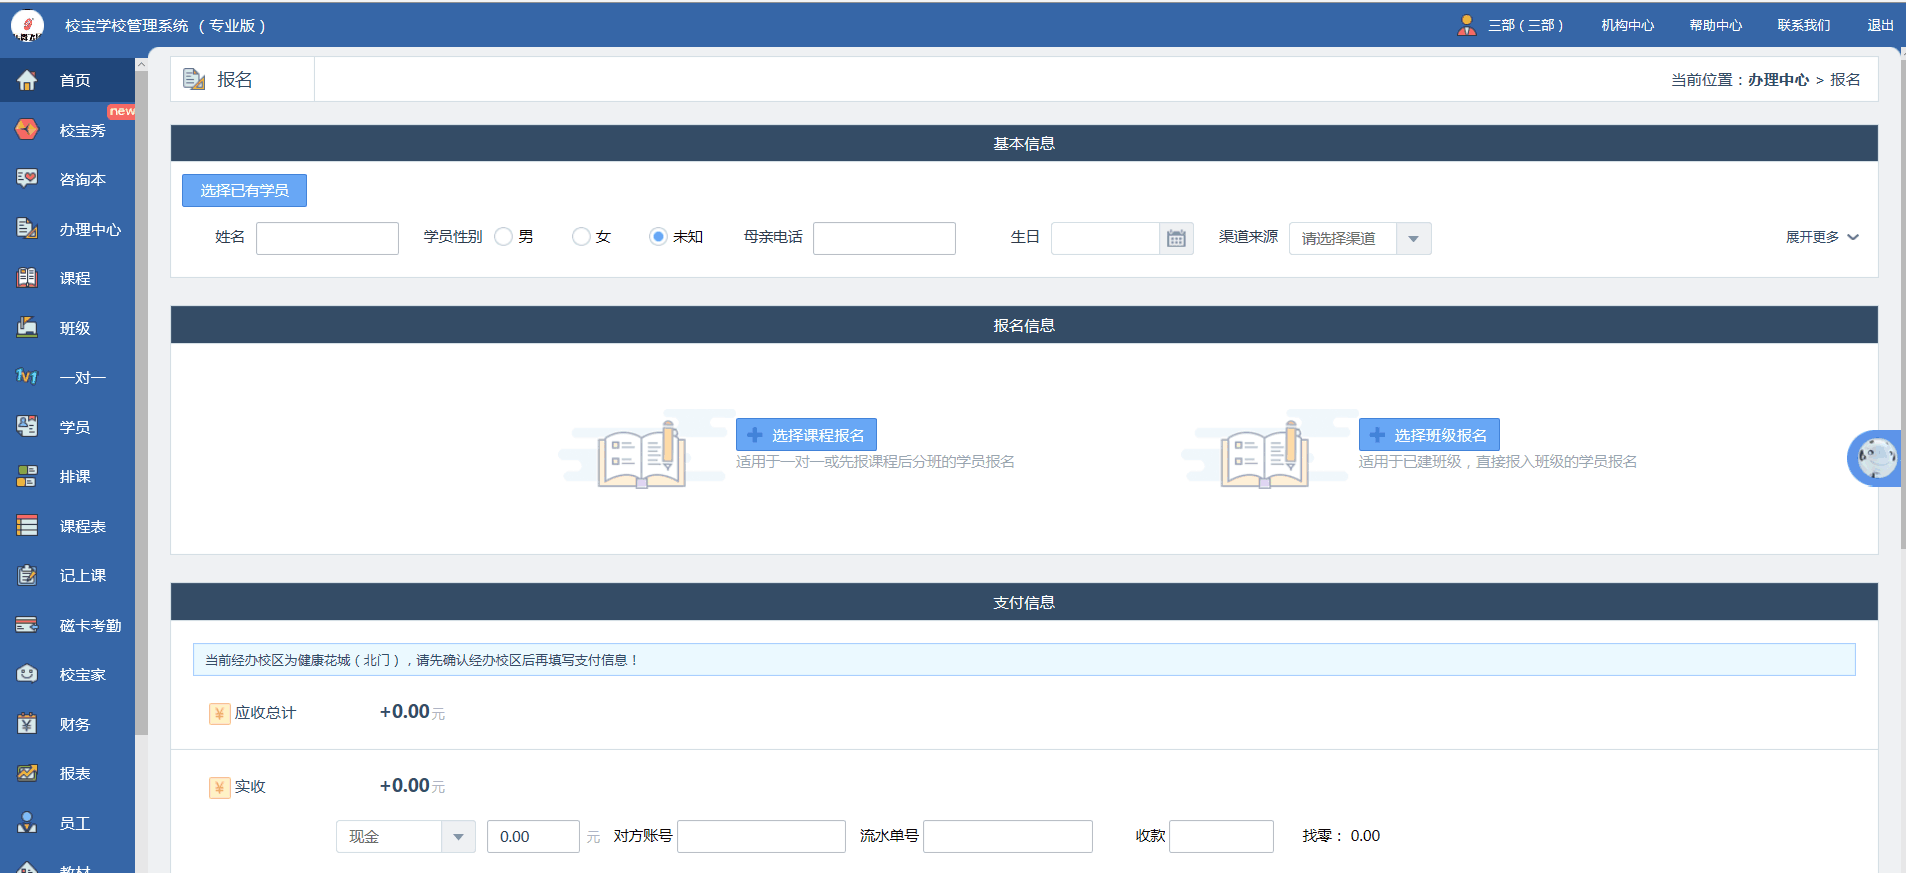 校宝学校管理系统 （ 专业版 ）
三部 ( 三部 )
机构中心
帮助中心
联系我们
退出
首页
new
校宝秀
咨询本
办理中心
课程
班级
一对一
学员
排课
课程表
记上课
磁卡考勤
校宝家
财务
报表
员工
教材
报名
当前位置：办理中心 > 报名
基本信息
选择已有学员
姓名
学员性别
男
女
未知
母亲电话
生日
渠道来源
请选择渠道
展开更多
报名信息
选择课程报名
适用于一对一或先报课程后分班的学员报名
选择班级报名
适用于已建班级，直接报入班级的学员报名
支付信息
当前经办校区为健康花城（北门），请先确认经办校区后再填写支付信息！
¥ 应收总计 +0.00元
¥ 实收 +0.00元
现金 0.00 元 对方账号 流水单号 收款 找零： 0.00